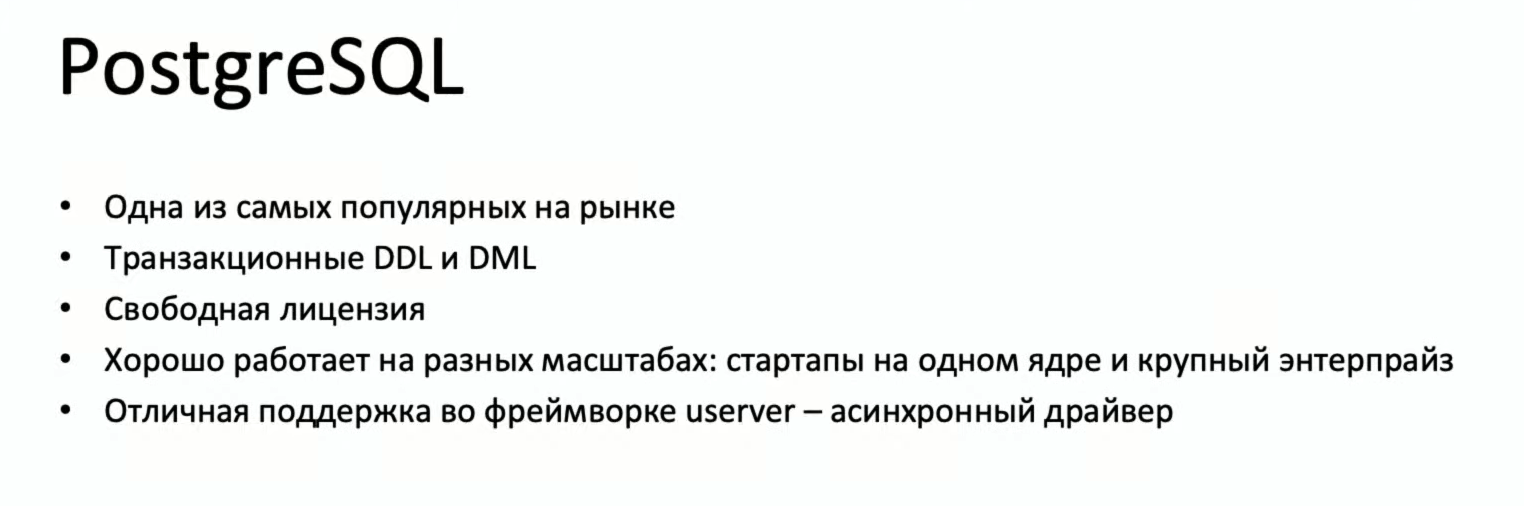 PostgreSQL
• Одна из самых популярных на рынке
• Транзакционные DDL и DML
• Свободная лицензия
• Хорошо работает на разных масштабах: стартапы на одном ядре и крупный энтерпрайз
• Отличная поддержка во фреймворке userver – асинхронный драйвер